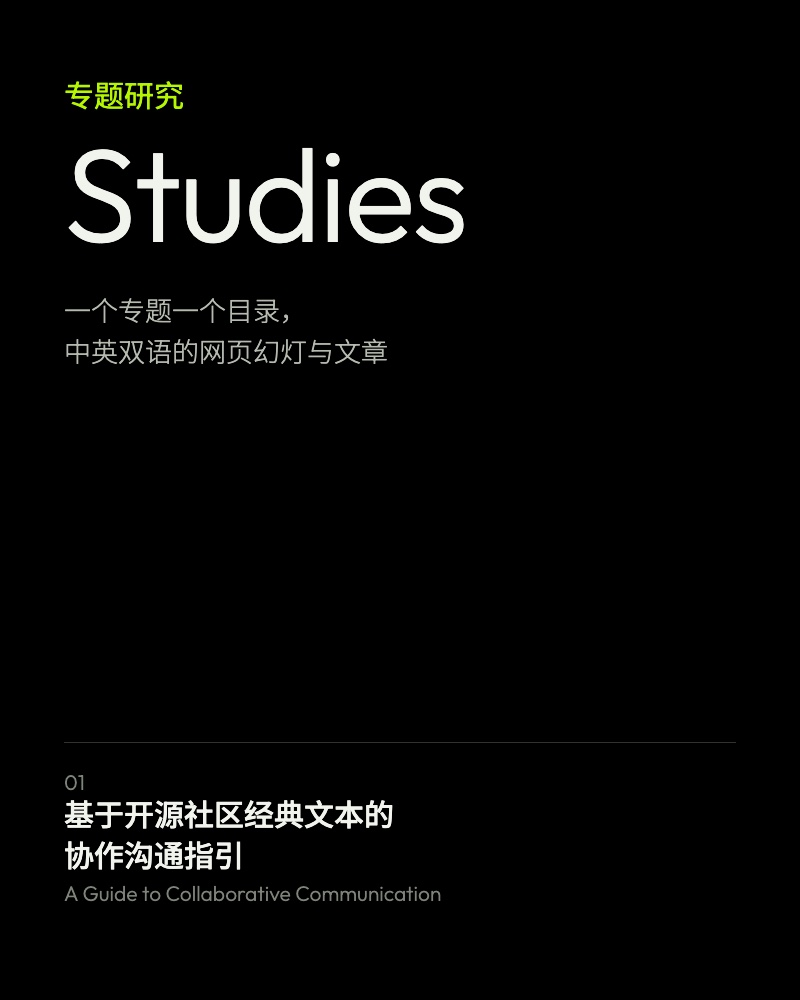 专题研究
Studies
一个专题一个目录，
中英双语的网页幻灯与文章
01
基于开源社区经典文本的
协作沟通指引
A Guide to Collaborative Communication